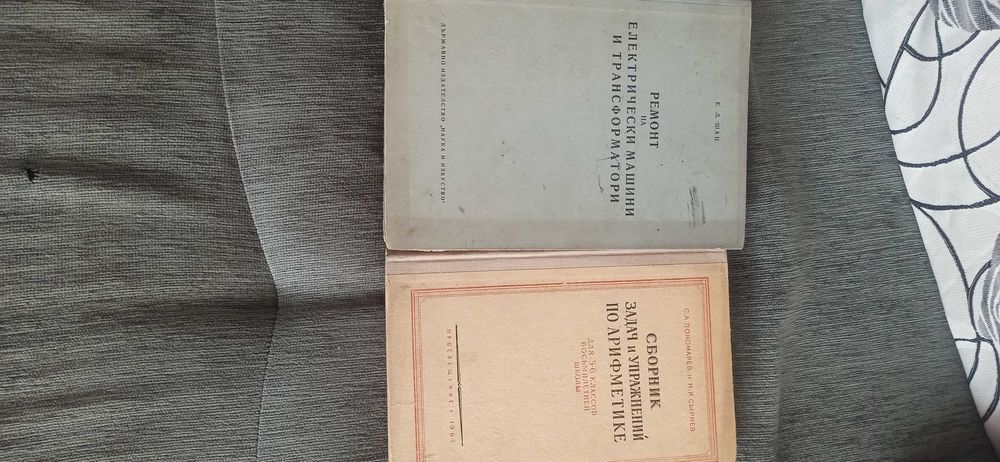 Е. Л. ШАЦ
РЕМОНТ
НА
ЕЛЕКТРИЧЕСКИ МАШИНИ
И ТРАНСФОРМАТОРИ
ДЪРЖАВНО ИЗДАТЕЛСТВО „НАУКА И ИЗКУСТВО"
С.А. ПОНОМАРЕВ и Н.И. СЫРНЕВ
СБОРНИК
ЗАДАЧ и УПРАЖНЕНИЙ
ПО АРИФМЕТИКЕ
ДЛЯ 5-6 КЛАССОВ
ВОСЬМИЛЕТНЕЙ
ШКОЛЫ
ПРОСВЕЩЕНИЕ • 1965